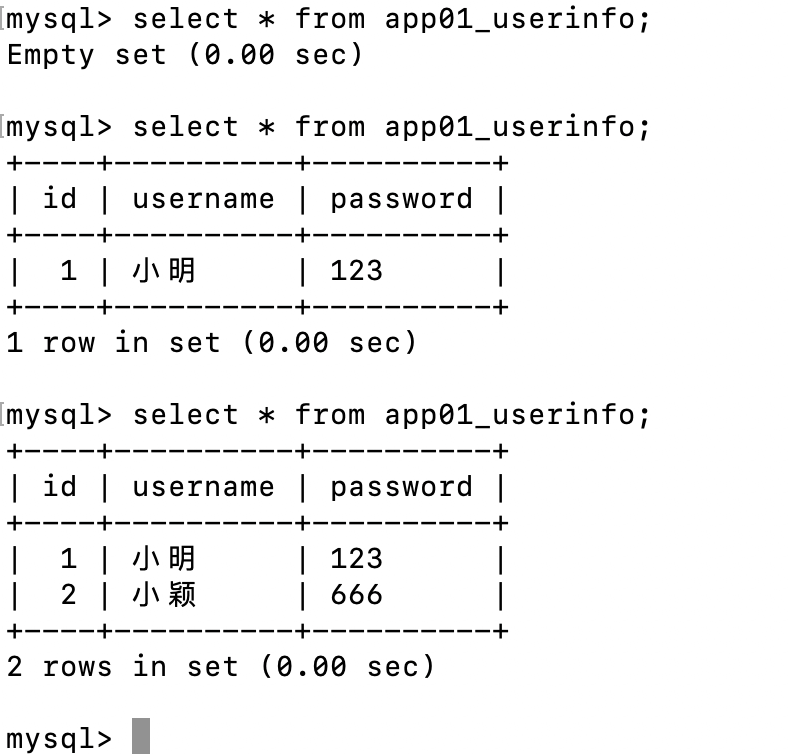 mysql> select * from app01_userinfo;
Empty set (0.00 sec)
mysql> select * from app01_userinfo;
+----+----------+----------+
| id | username | password |
+----+----------+----------+
|  1 | 小明      | 123      |
+----+----------+----------+
1 row in set (0.00 sec)
mysql> select * from app01_userinfo;
+----+----------+----------+
| id | username | password |
+----+----------+----------+
|  1 | 小明      | 123      |
|  2 | 小颖      | 666      |
+----+----------+----------+
2 rows in set (0.00 sec)
mysql>